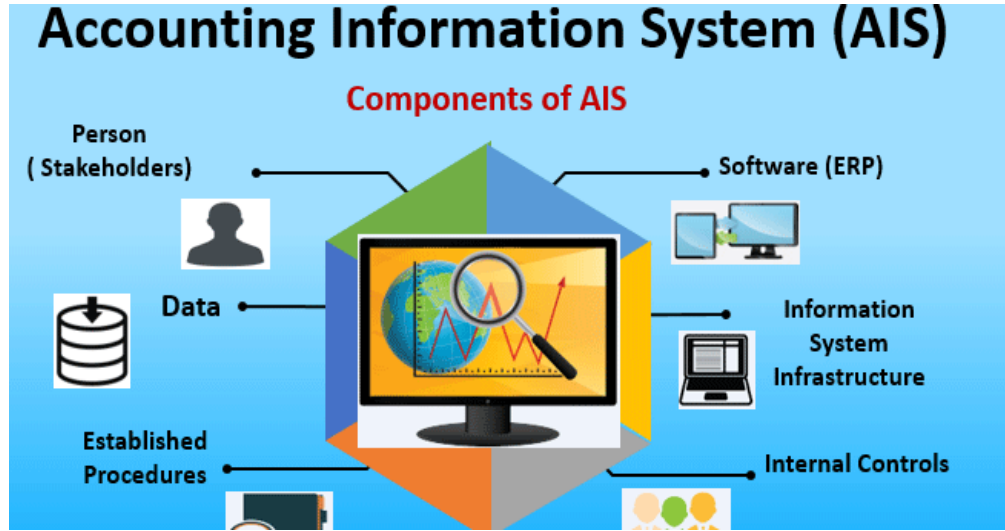 Accounting Information System (AIS)
Components of AIS
Person
( Stakeholders)
Software (ERP)
Data
Information
System
Infrastructure
Established
Procedures
Internal Controls